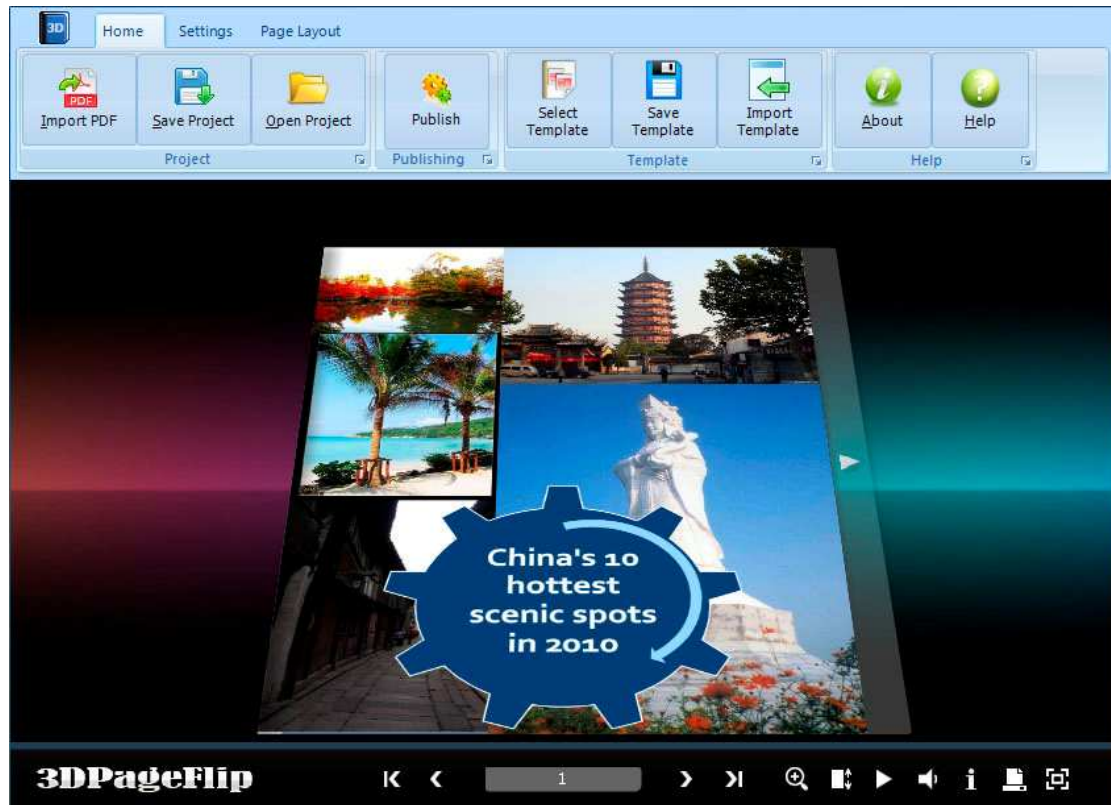 3D
Home Settings Page Layout
PDF
Import PDF Save Project Open Project Publish Select Template Save Template Import Template About Help
Project Publishing Template Help
China's 10
hottest
scenic spots
in 2010
3DPageFlip
1